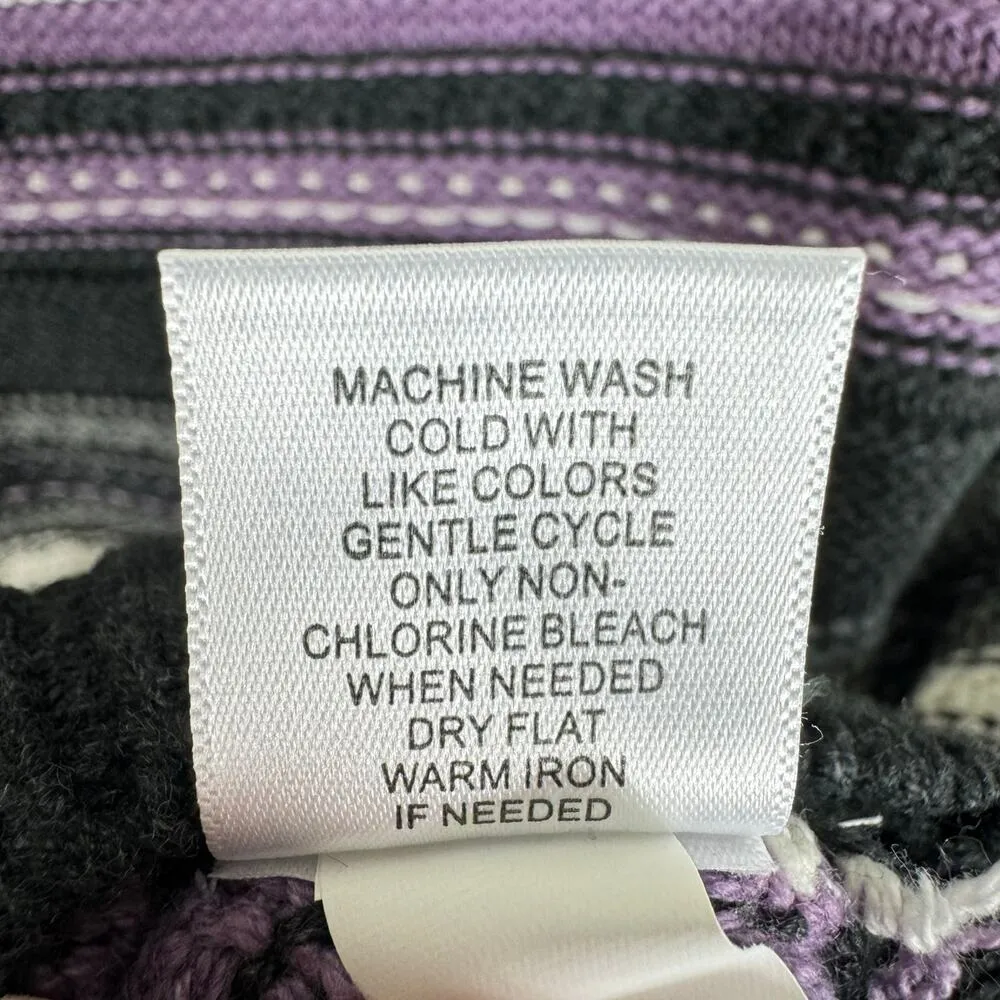 MACHINE WASH
COLD WITH
LIKE COLORS
GENTLE CYCLE
ONLY NON-
CHLORINE BLEACH
WHEN NEEDED
DRY FLAT
WARM IRON
IF NEEDED